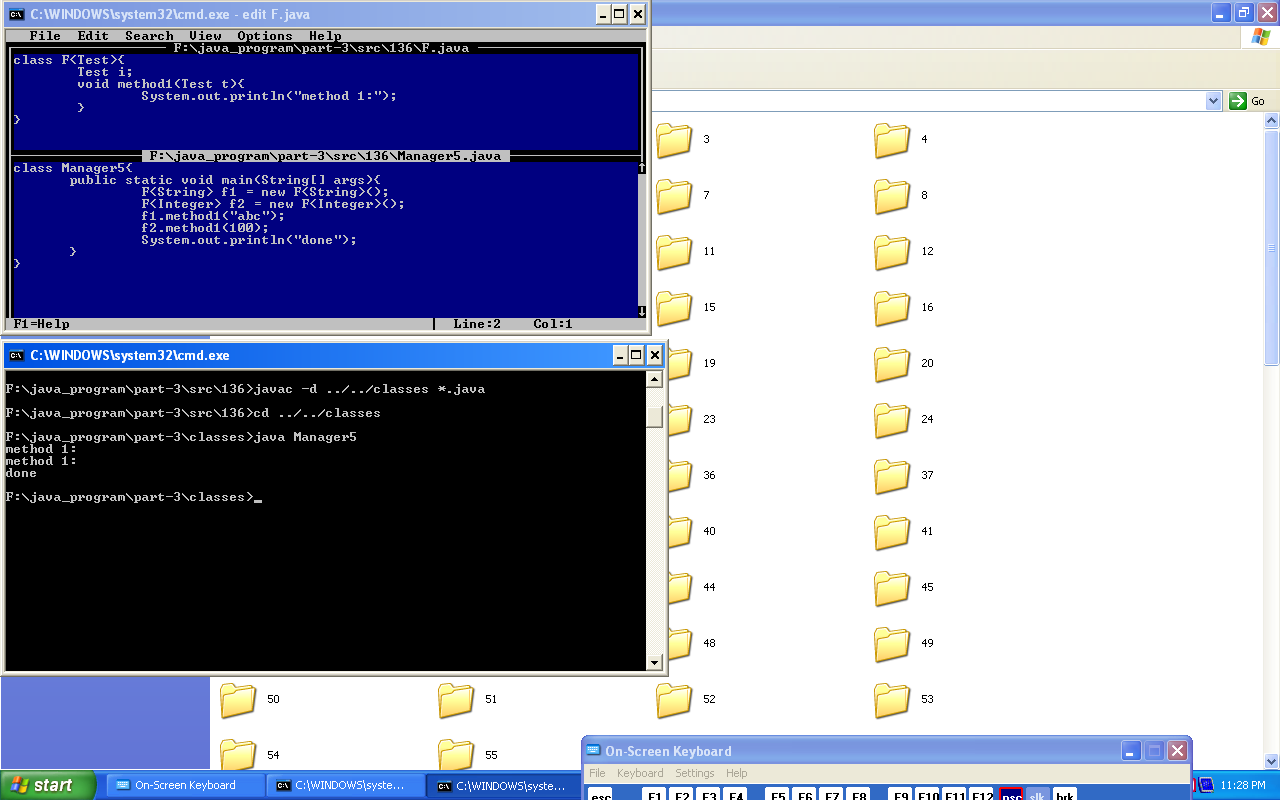 C:\WINDOWS\system32\cmd.exe - edit F.java
File Edit Search View Options Help
F:\java_program\part-3\src\136\F.java
class F<Test>{
Test i;
void method1(Test t){
System.out.println("method 1:");
}
}
F:\java_program\part-3\src\136\Manager5.java
class Manager5{
public static void main(String[] args){
F<String> f1 = new F<String>();
F<Integer> f2 = new F<Integer>();
f1.method1("abc");
f2.method1(100);
System.out.println("done");
}
}
F1=Help Line:2 Col:1
C:\WINDOWS\system32\cmd.exe
F:\java_program\part-3\src\136>javac -d ../../classes *.java
F:\java_program\part-3\src\136>cd ../../classes
F:\java_program\part-3\classes>java Manager5
method 1:
method 1:
done
F:\java_program\part-3\classes>_
Go
3 4
7 8
11 12
15 16
19 20
23 24
36 37
40 41
44 45
48 49
50 51 52 53
54 55
On-Screen Keyboard
File Keyboard Settings Help
esc F1 F2 F3 F4 F5 F6 F7 F8 F9 F10 F11 F12 psc slk brk
start On-Screen Keyboard C:\WINDOWS\syste... C:\WINDOWS\syste... 11:28 PM